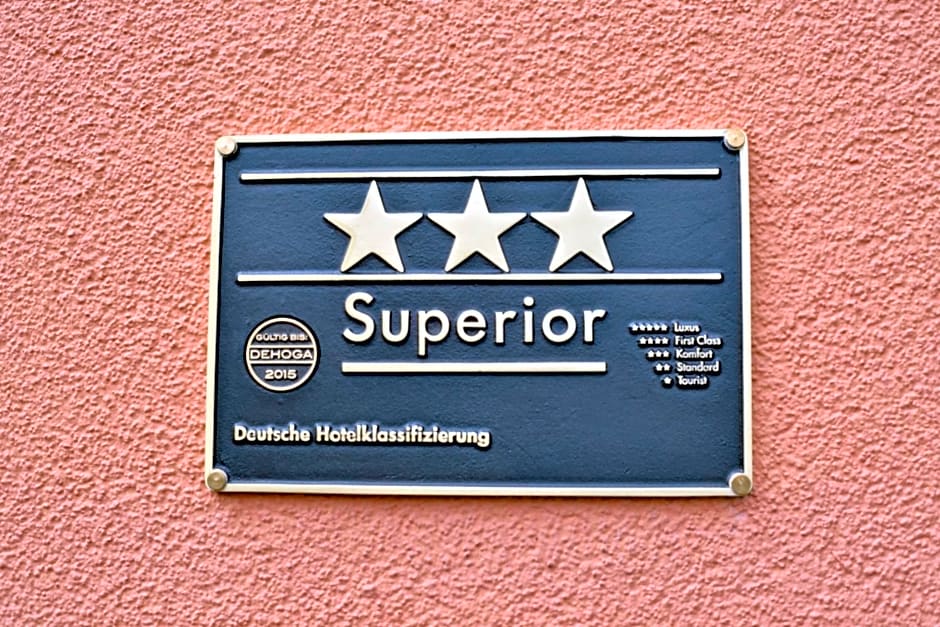 Superior
GÜLTIG BIS:
DEHOGA
2015
Luxus
First Class
Komfort
Standard
Tourist
Deutsche Hotelklassifizierung